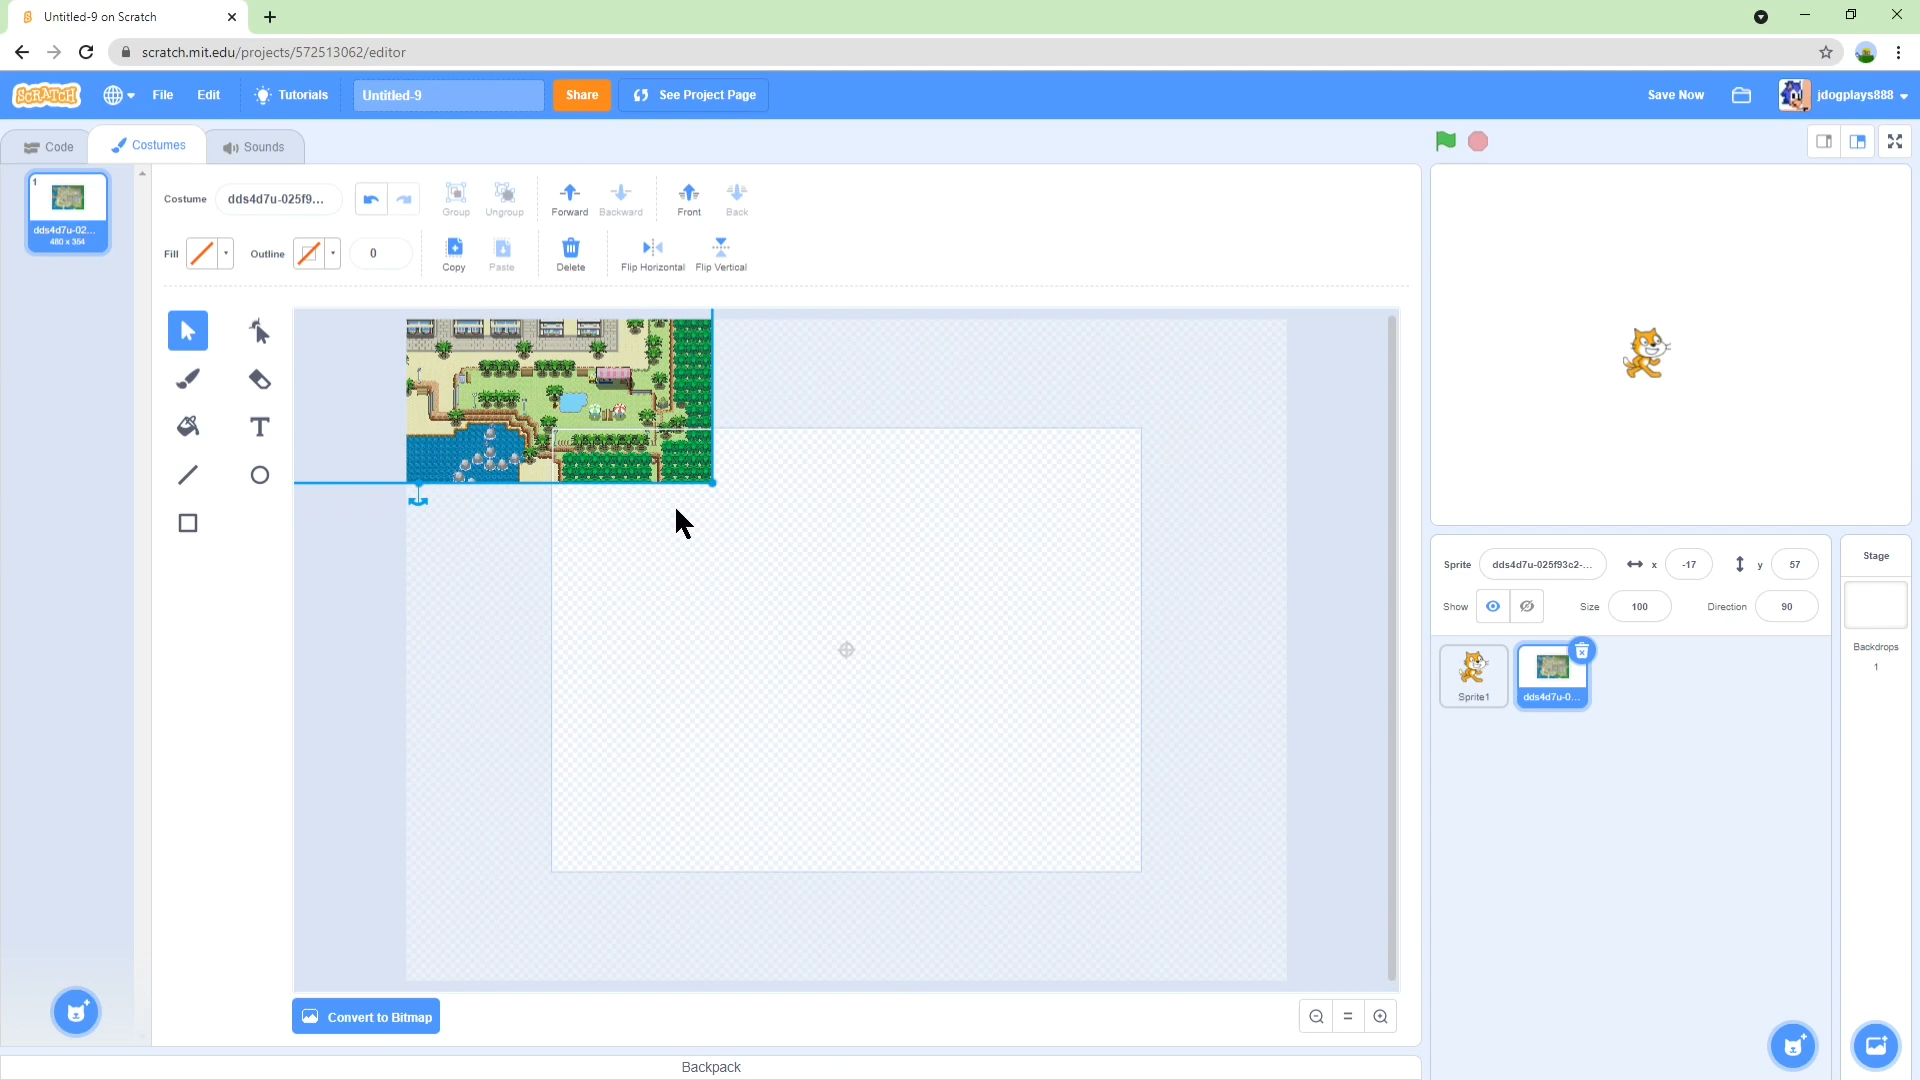 Untitled-9 on Scratch
scratch.mit.edu/projects/572513062/editor
SCRATCH File Edit Tutorials Untitled-9 Share See Project Page Save Now jdogplays888
Code Costumes Sounds
1
dds4d7u-02...
480 x 354
Costume dds4d7u-025f9... Group Ungroup Forward Backward Front Back
Fill Outline 0 Copy Paste Delete Flip Horizontal Flip Vertical
Convert to Bitmap
Backpack
Sprite dds4d7u-025f93c2-... x -17 y 57
Show Size 100 Direction 90
Sprite1
dds4d7u-0...
Stage
Backdrops
1